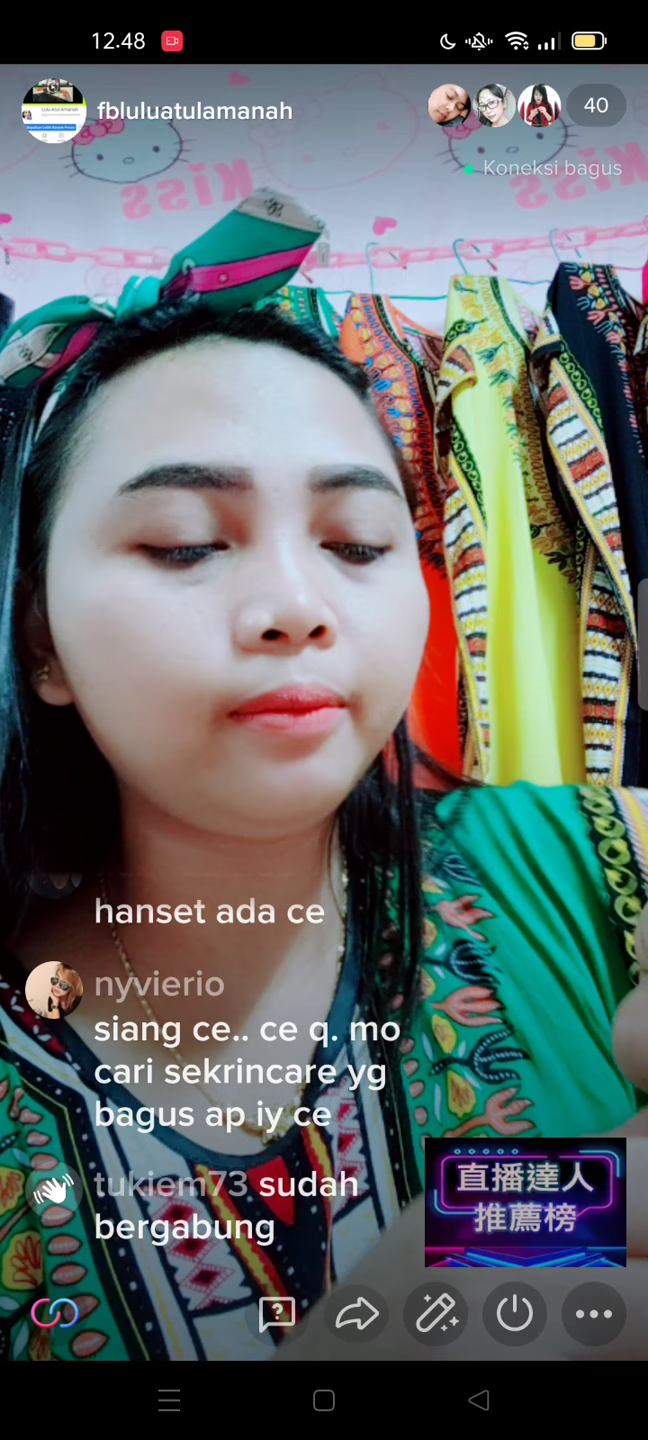 12.48
fbluluatulamanah
40
Koneksi bagus
Kiss
Kiss
hanset ada ce
nyvierio
siang ce.. ce q. mo
cari sekrincare yg
bagus ap iy ce
tukiem73 sudah
bergabung
直播達人
推薦榜